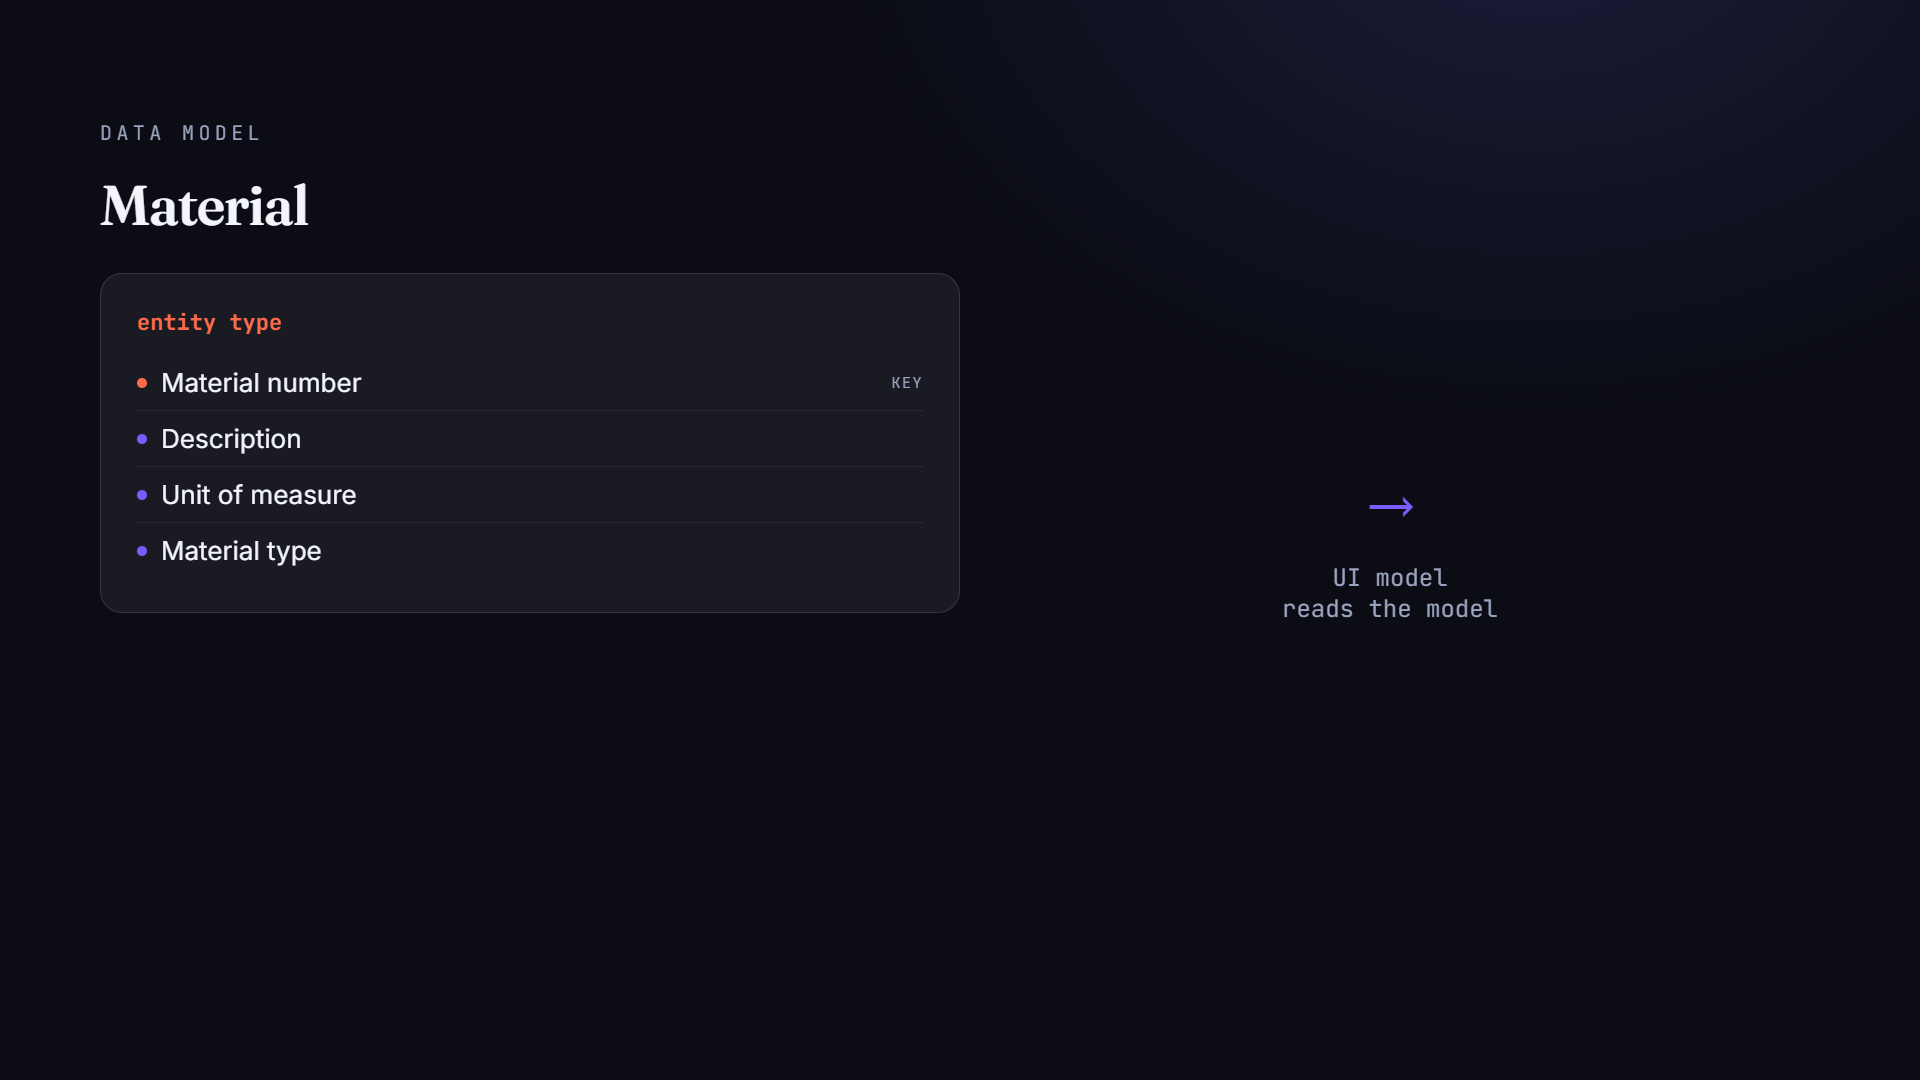 DATA MODEL
Material
entity type
Material number KEY
Description
Unit of measure
Material type
→
UI model
reads the model